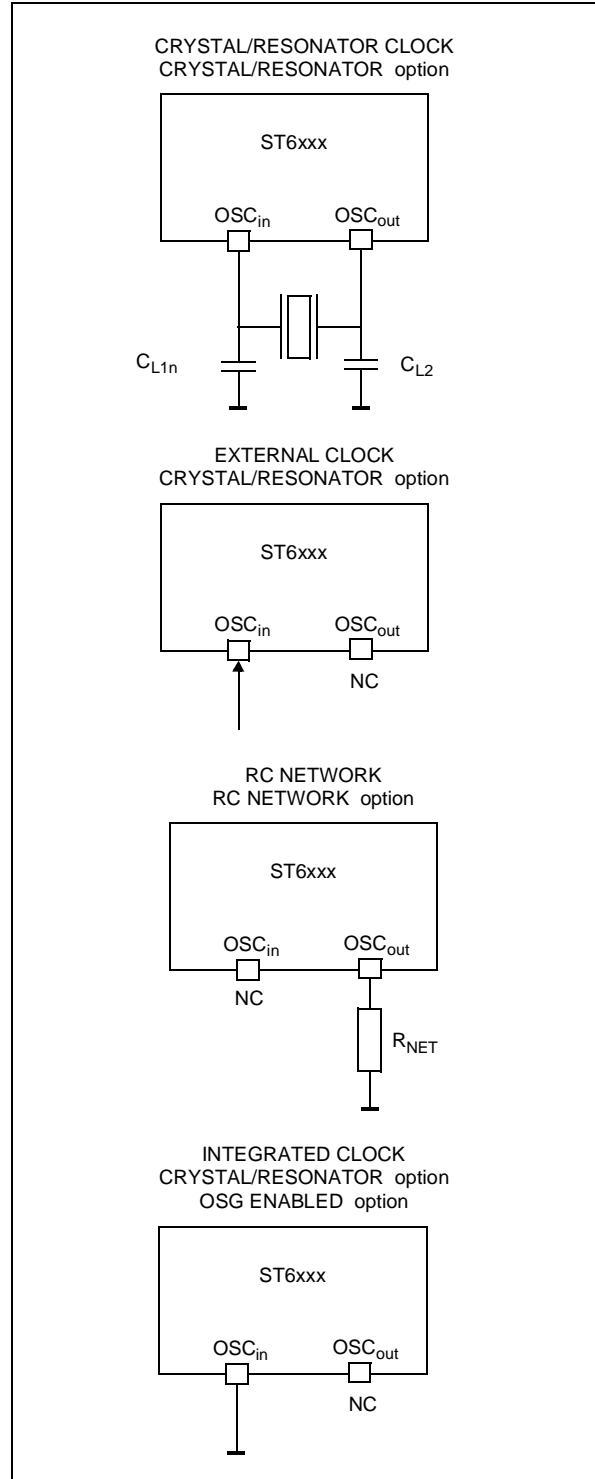 CRYSTAL/RESONATOR CLOCK
CRYSTAL/RESONATOR option
ST6xxx
OSCin OSCout
CL1n CL2
EXTERNAL CLOCK
CRYSTAL/RESONATOR option
ST6xxx
OSCin OSCout
NC
RC NETWORK
RC NETWORK option
ST6xxx
OSCin OSCout
NC
RNET
INTEGRATED CLOCK
CRYSTAL/RESONATOR option
OSG ENABLED option
ST6xxx
OSCin OSCout
NC